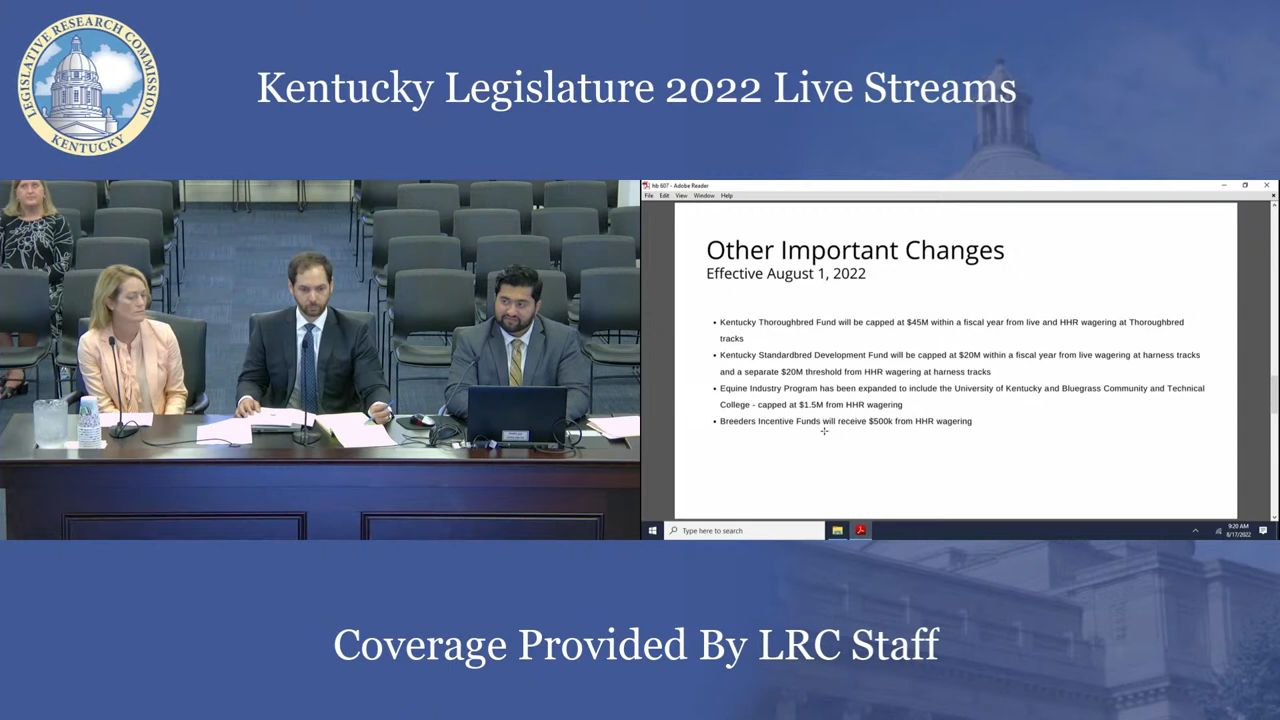 LEGISLATIVE RESEARCH COMMISSION
KENTUCKY
Kentucky Legislature 2022 Live Streams
hb 607 - Adobe Reader
File Edit View Window Help
Other Important Changes
Effective August 1, 2022
• Kentucky Thoroughbred Fund will be capped at $45M within a fiscal year from live and HHR wagering at Thoroughbred
tracks
• Kentucky Standardbred Development Fund will be capped at $20M within a fiscal year from live wagering at harness tracks
and a separate $20M threshold from HHR wagering at harness tracks
• Equine Industry Program has been expanded to include the University of Kentucky and Bluegrass Community and Technical
College - capped at $1.5M from HHR wagering
• Breeders Incentive Funds will receive $500k from HHR wagering
Type here to search
9:20 AM
8/17/2022
Coverage Provided By LRC Staff